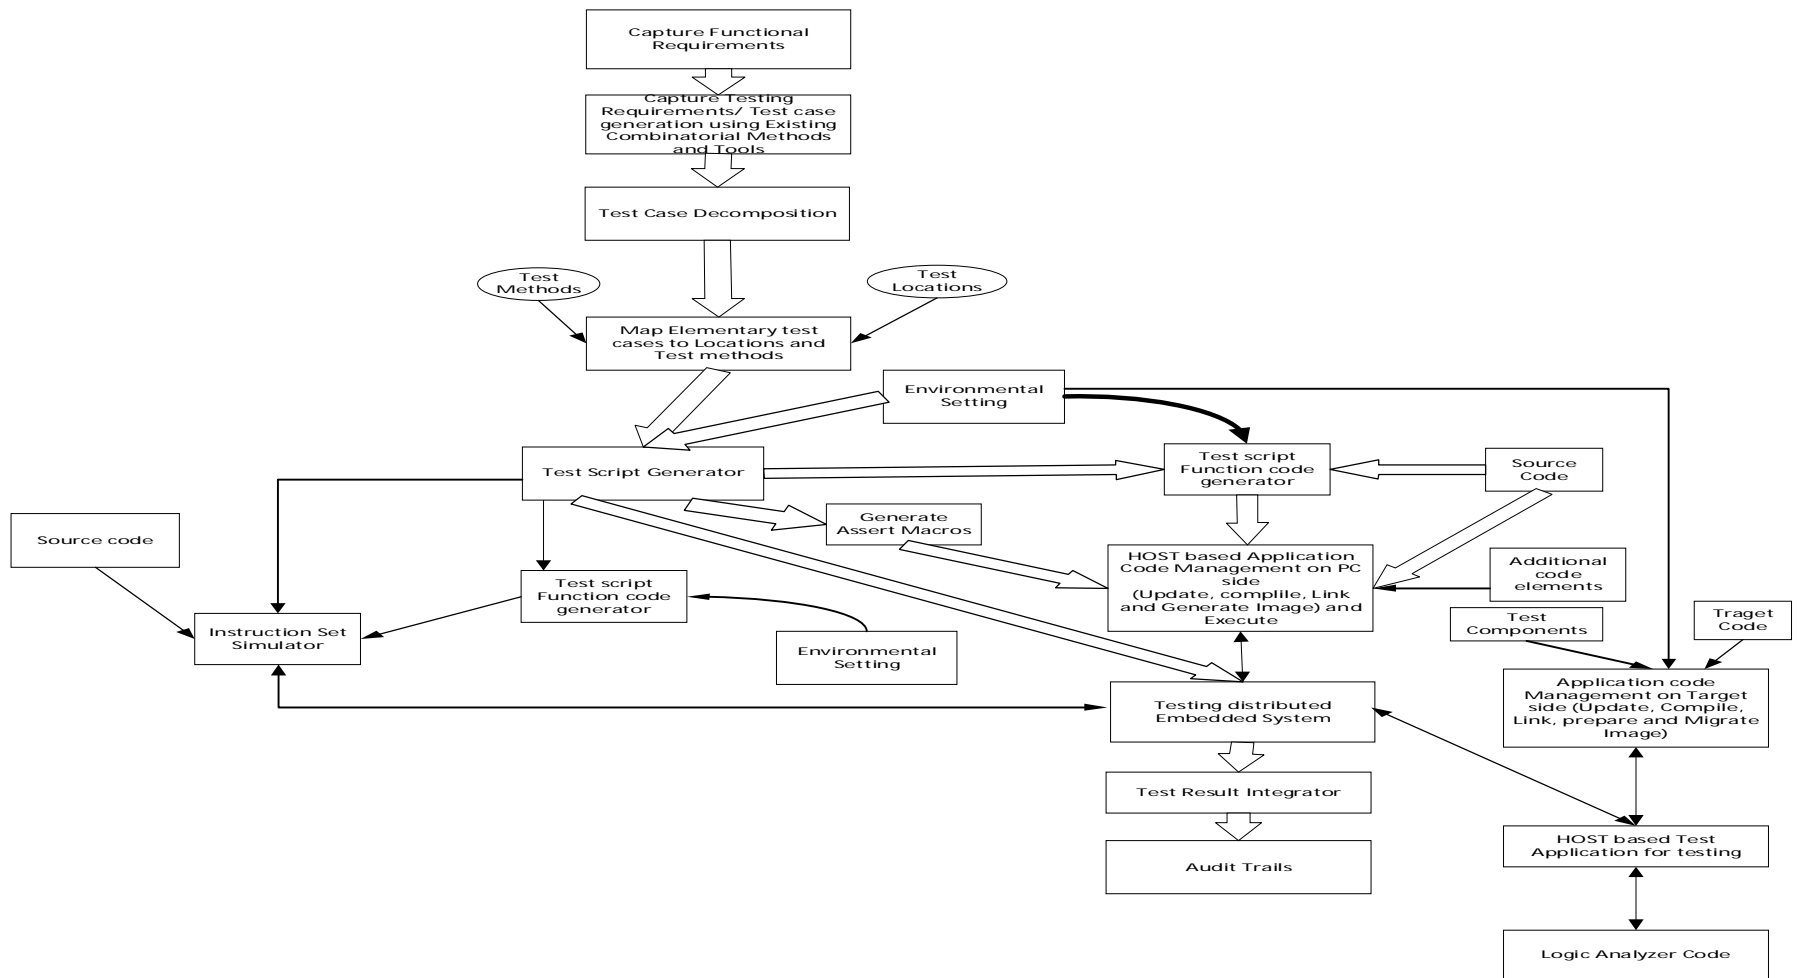 Capture Functional
Requirements
Capture Testing
Requirements/ Test case
generation using Existing
Combinatorial Methods
and Tools
Test Case Decomposition
Test
Methods
Test
Locations
Map Elementary test
cases to Locations and
Test methods
Environmental
Setting
Test Script Generator
Test script
Function code
generator
Source
Code
Source code
Generate
Assert Macros
HOST based Application
Code Management on PC
side
(Update, complile, Link
and Generate Image) and
Execute
Additional
code
elements
Test script
Function code
generator
Instruction Set
Simulator
Environmental
Setting
Test
Components
Traget
Code
Application code
Management on Target
side (Update, Compile,
Link, prepare and Migrate
Image)
Testing distributed
Embedded System
Test Result Integrator
HOST based Test
Application for testing
Audit Trails
Logic Analyzer Code